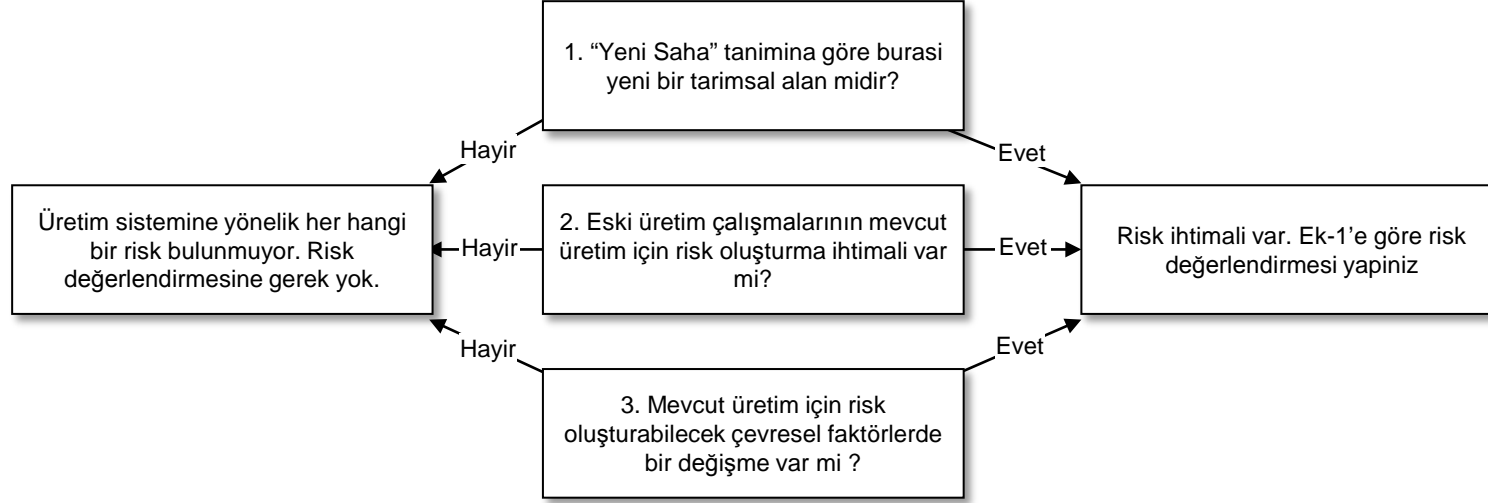 1. “Yeni Saha” tanimina göre burasi
yeni bir tarimsal alan midir?
Hayir
Evet
Üretim sistemine yönelik her hangi
bir risk bulunmuyor. Risk
değerlendirmesine gerek yok.
Hayir
2. Eski üretim çalışmalarının mevcut
üretim için risk oluşturma ihtimali var
mi?
Evet
Risk ihtimali var. Ek-1’e göre risk
değerlendirmesi yapiniz
Hayir
Evet
3. Mevcut üretim için risk
oluşturabilecek çevresel faktörlerde
bir değişme var mi ?